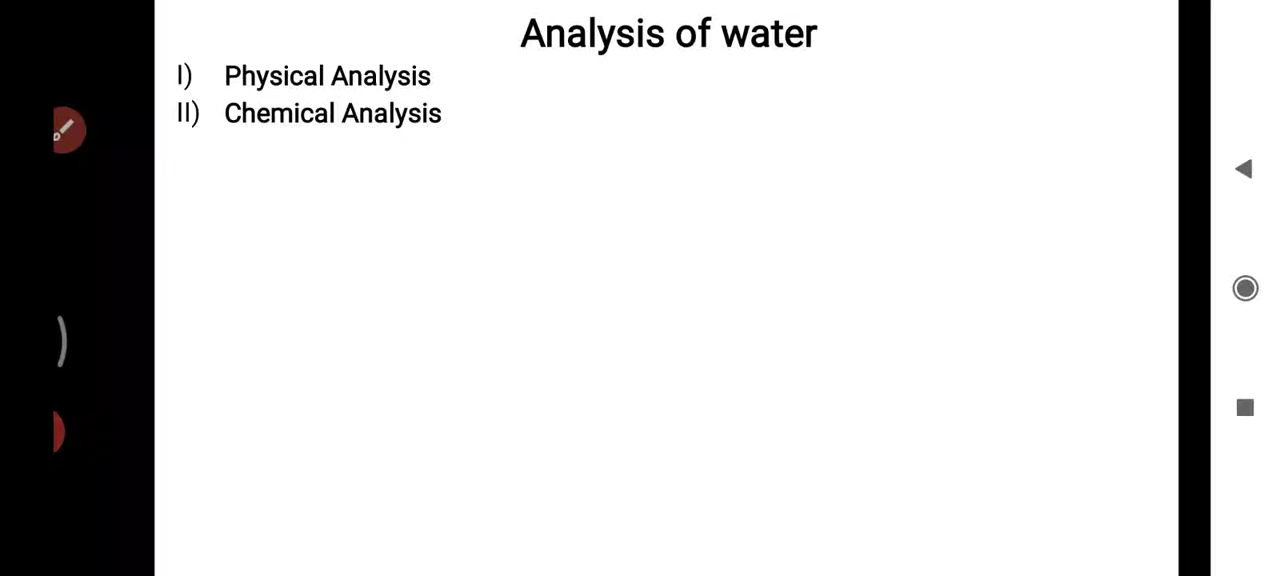 Analysis of water
I) Physical Analysis
II) Chemical Analysis